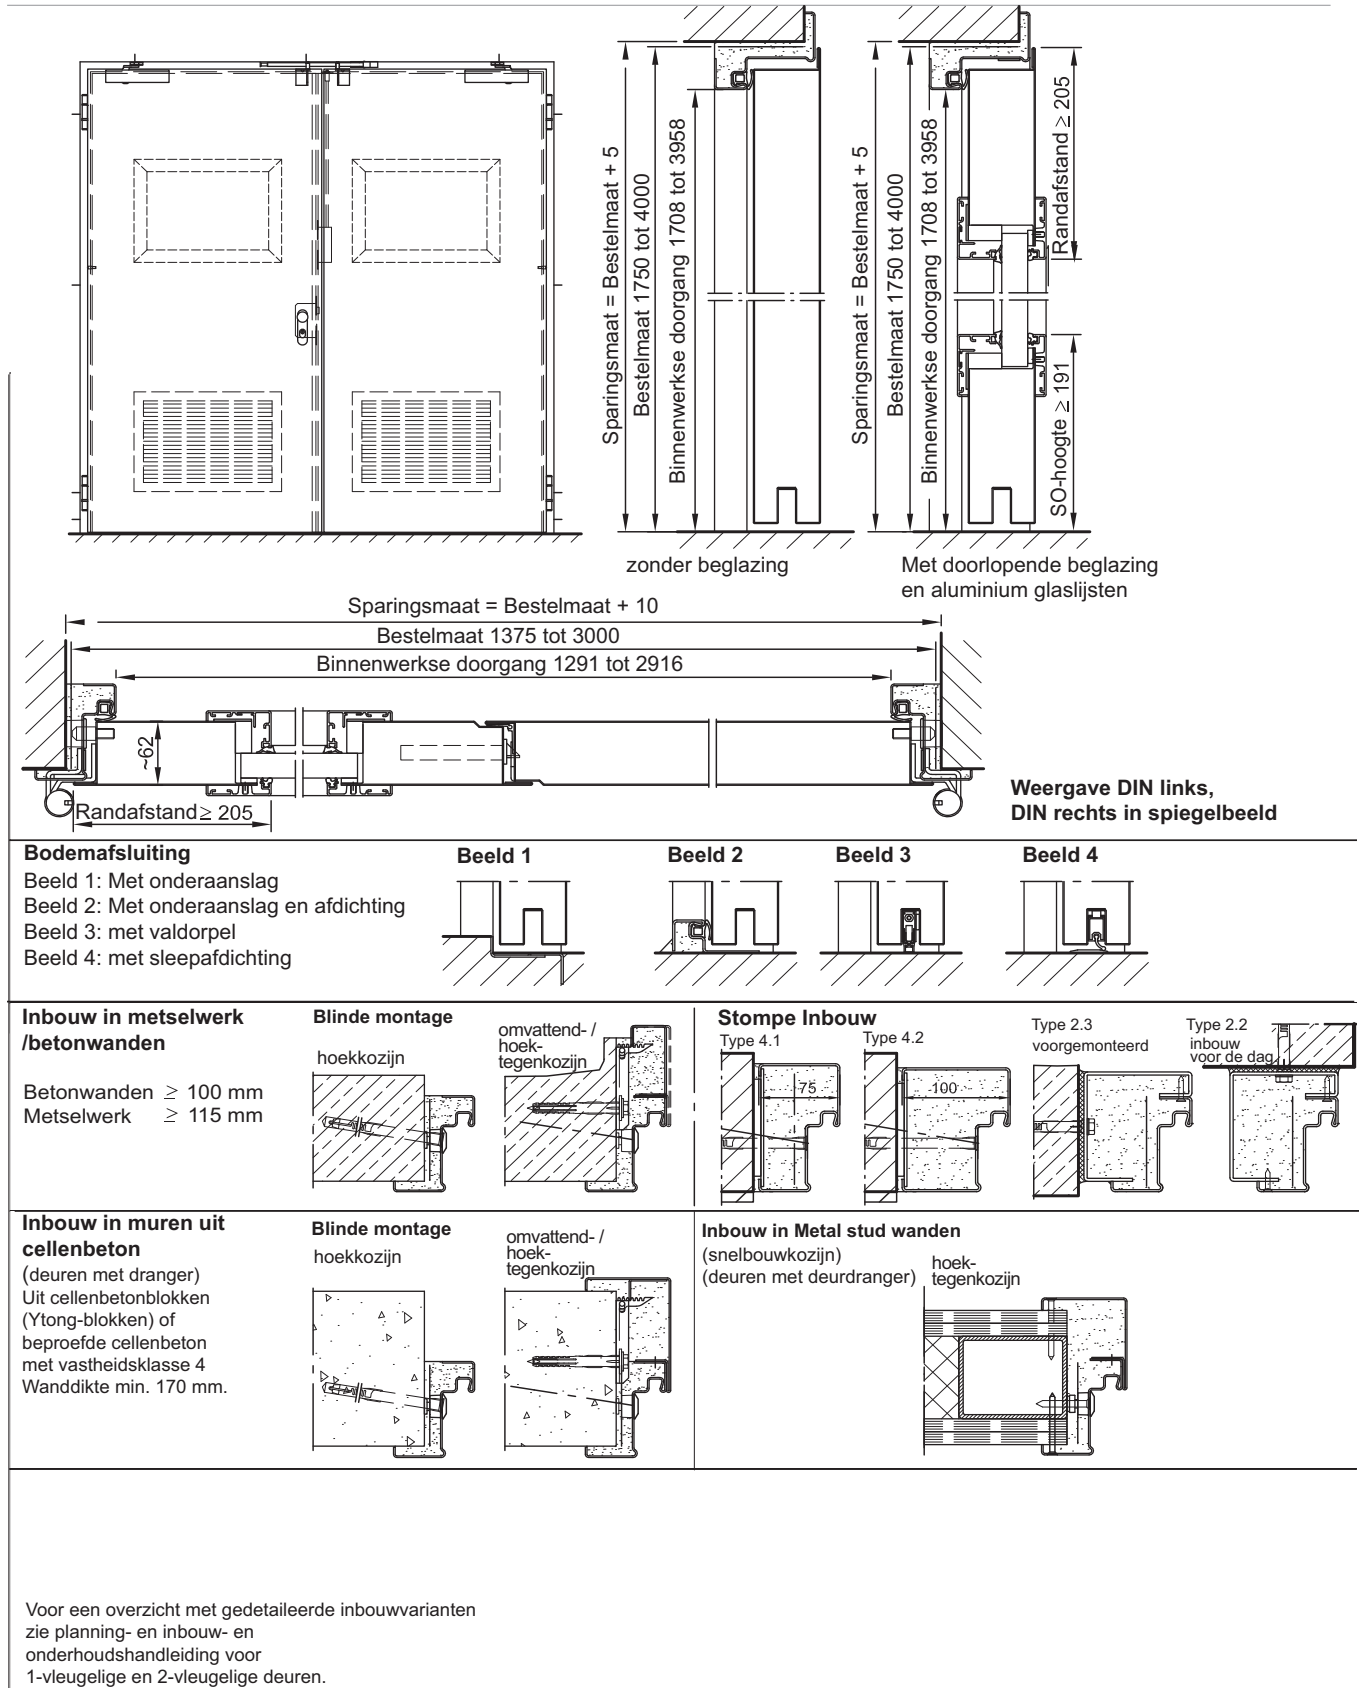 Sparingsmaat = Bestelmaat + 5
Bestelmaat 1750 tot 4000
Binnenwerkse doorgang 1708 tot 3958
zonder beglazing
Sparingsmaat = Bestelmaat + 5
Bestelmaat 1750 tot 4000
Binnenwerkse doorgang 1708 tot 3958
Randafstand ≥ 205
SO-hoogte ≥ 191
Met doorlopende beglazing
en aluminium glaslijsten
Sparingsmaat = Bestelmaat + 10
Bestelmaat 1375 tot 3000
Binnenwerkse doorgang 1291 tot 2916
~62
Randafstand ≥ 205
Weergave DIN links,
DIN rechts in spiegelbeeld
Bodemafsluiting
Beeld 1: Met onderaanslag
Beeld 2: Met onderaanslag en afdichting
Beeld 3: met valdorpel
Beeld 4: met sleepafdichting
Beeld 1
Beeld 2
Beeld 3
Beeld 4
Inbouw in metselwerk
/betonwanden
Betonwanden ≥ 100 mm
Metselwerk ≥ 115 mm
Blinde montage
hoekkozijn
omvattend- /
hoek-
tegenkozijn
Stompe Inbouw
Type 4.1
75
Type 4.2
100
Type 2.3
voorgemonteerd
Type 2.2
inbouw
voor de dag
Inbouw in muren uit
cellenbeton
(deuren met dranger)
Uit cellenbetonblokken
(Ytong-blokken) of
beproefde cellenbeton
met vastheidsklasse 4
Wanddikte min. 170 mm.
Blinde montage
hoekkozijn
omvattend- /
hoek-
tegenkozijn
Inbouw in Metal stud wanden
(snelbouwkozijn)
(deuren met deurdranger)
hoek-
tegenkozijn
Voor een overzicht met gedetaileerde inbouwvarianten
zie planning- en inbouw- en
onderhoudshandleiding voor
1-vleugelige en 2-vleugelige deuren.